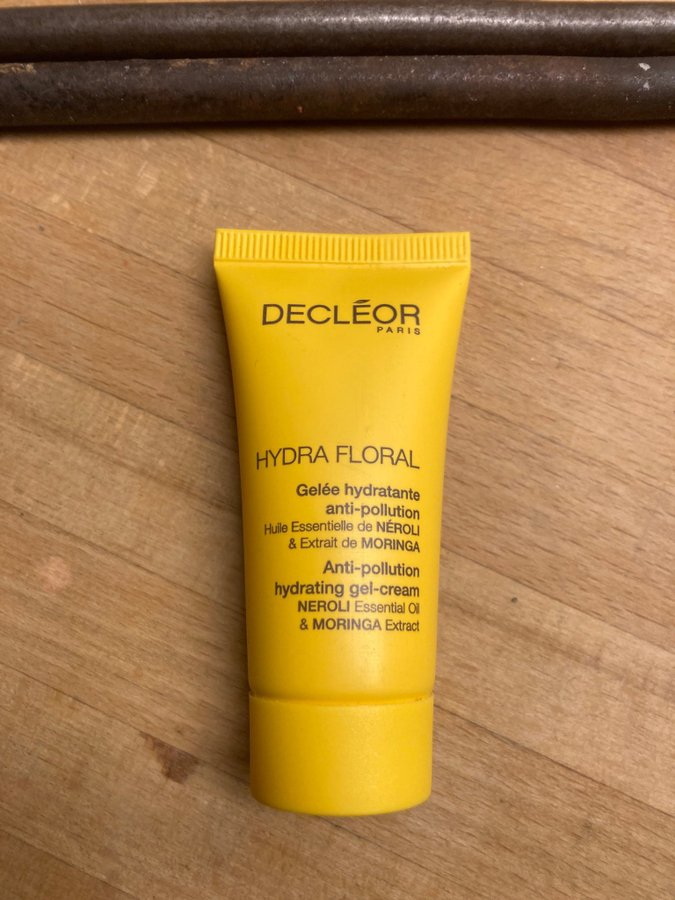 DECLÉOR
PARIS
HYDRA FLORAL
Gelée hydratante
anti-pollution
Huile Essentielle de NÉROLI
& Extrait de MORINGA
Anti-pollution
hydrating gel-cream
NEROLI Essential Oil
& MORINGA Extract